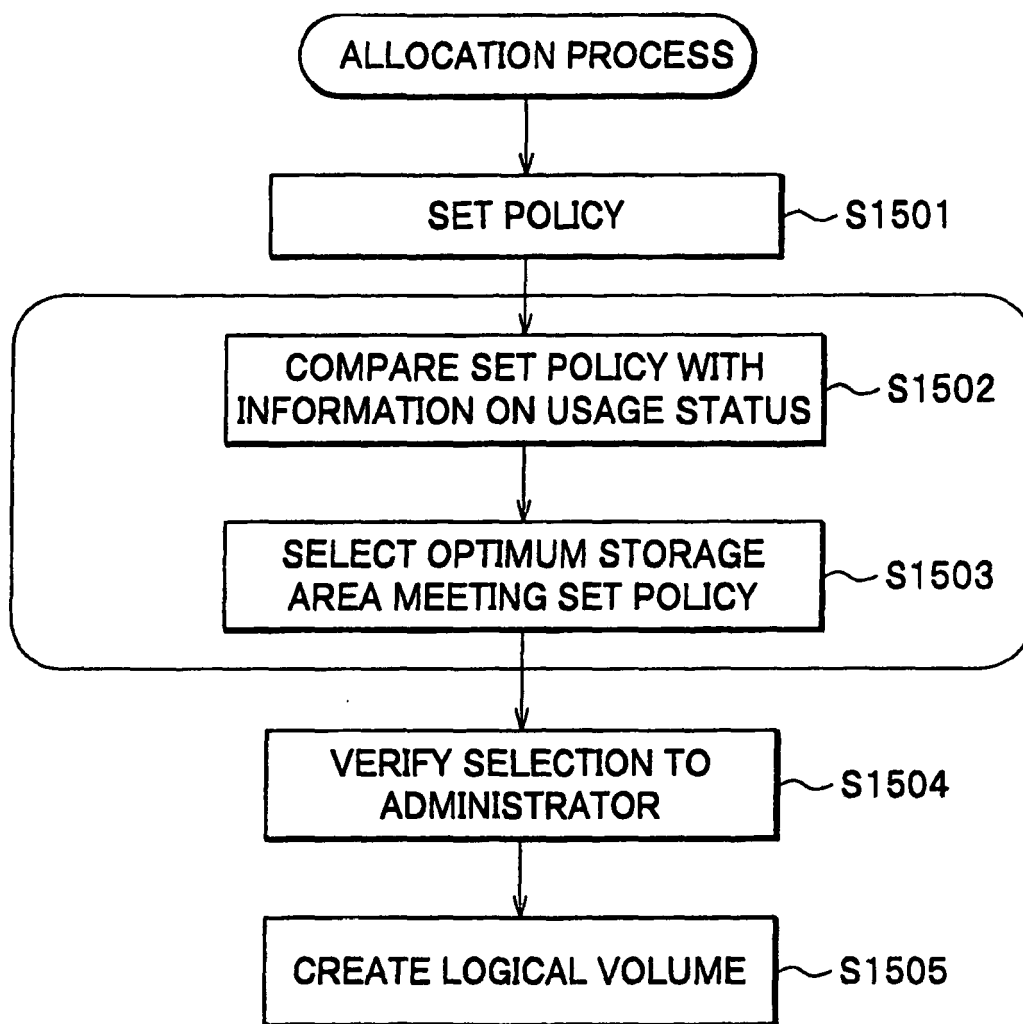 ALLOCATION PROCESS
SET POLICY
S1501
COMPARE SET POLICY WITH
INFORMATION ON USAGE STATUS
S1502
SELECT OPTIMUM STORAGE
AREA MEETING SET POLICY
S1503
VERIFY SELECTION TO
ADMINISTRATOR
S1504
CREATE LOGICAL VOLUME
S1505